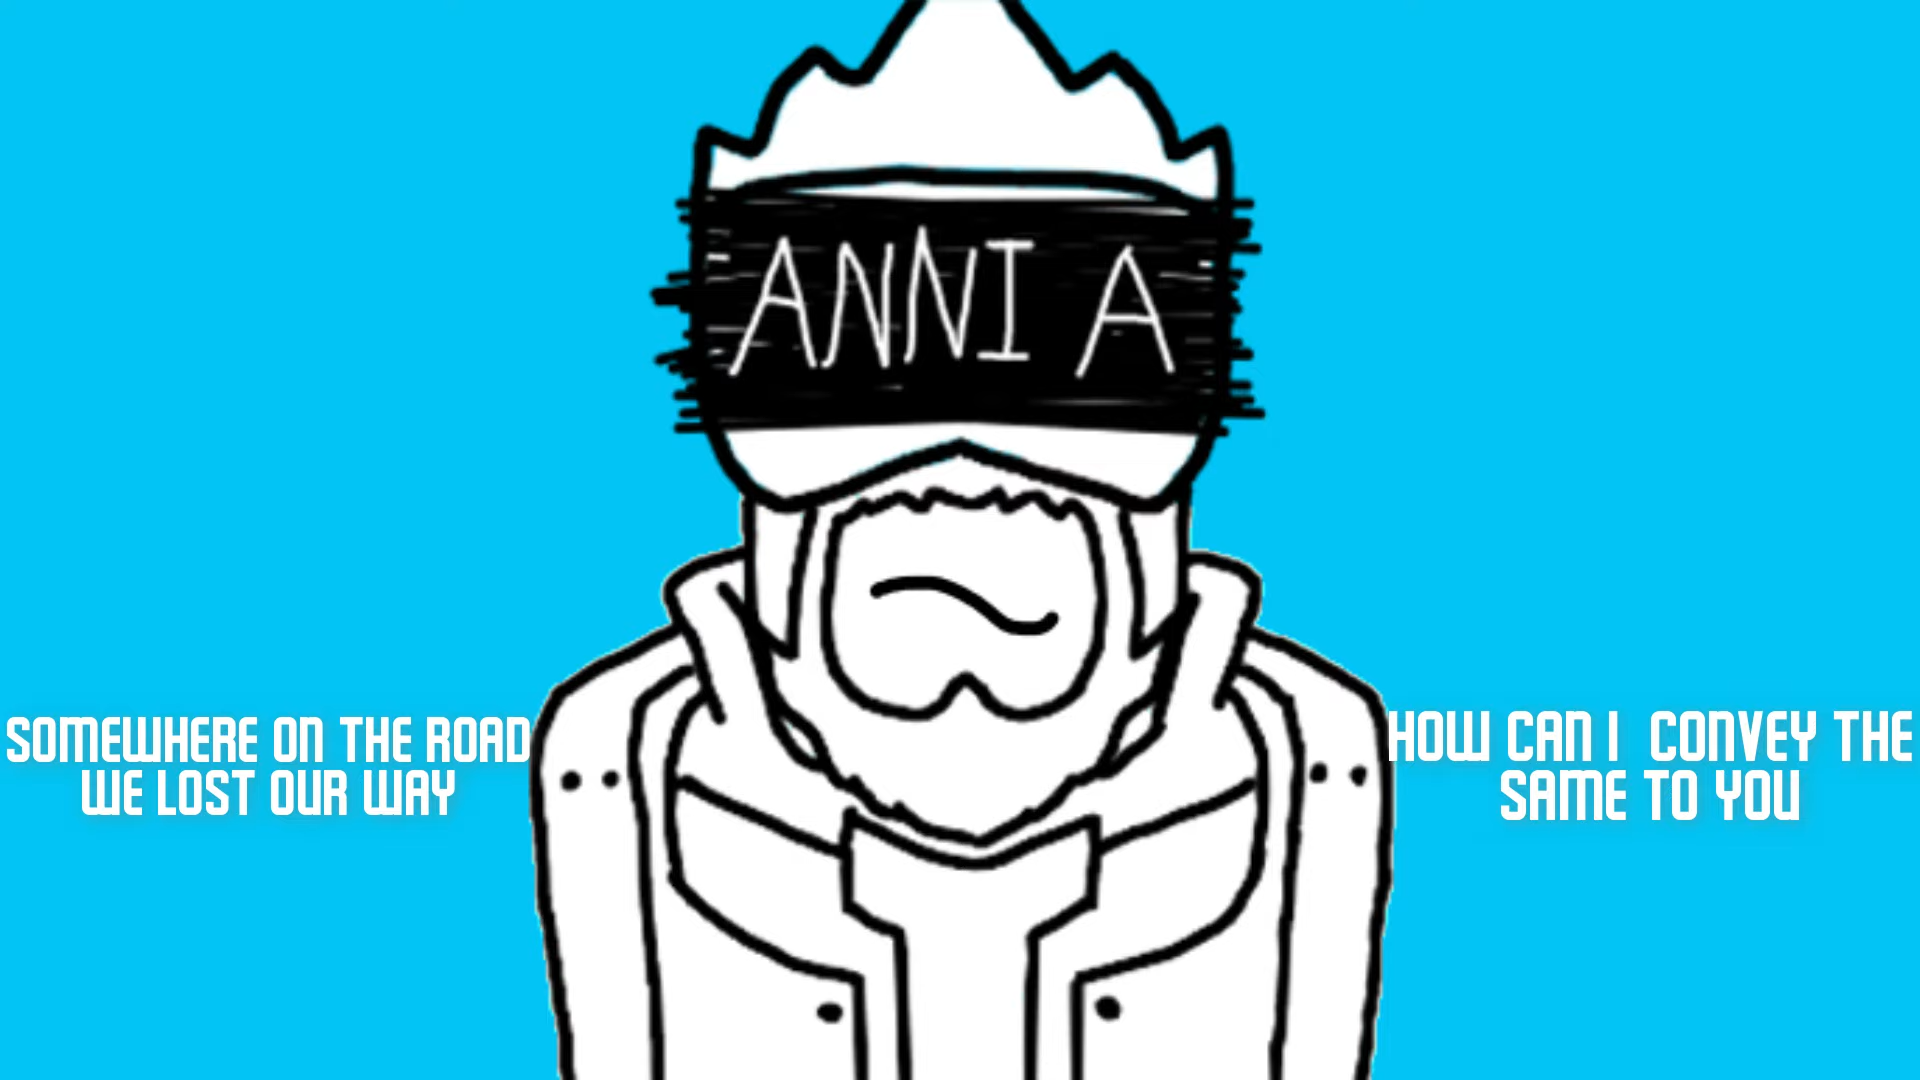 ANNI A
SOMEWHERE ON THE ROAD
WE LOST OUR WAY
HOW CAN I CONVEY THE
SAME TO YOU